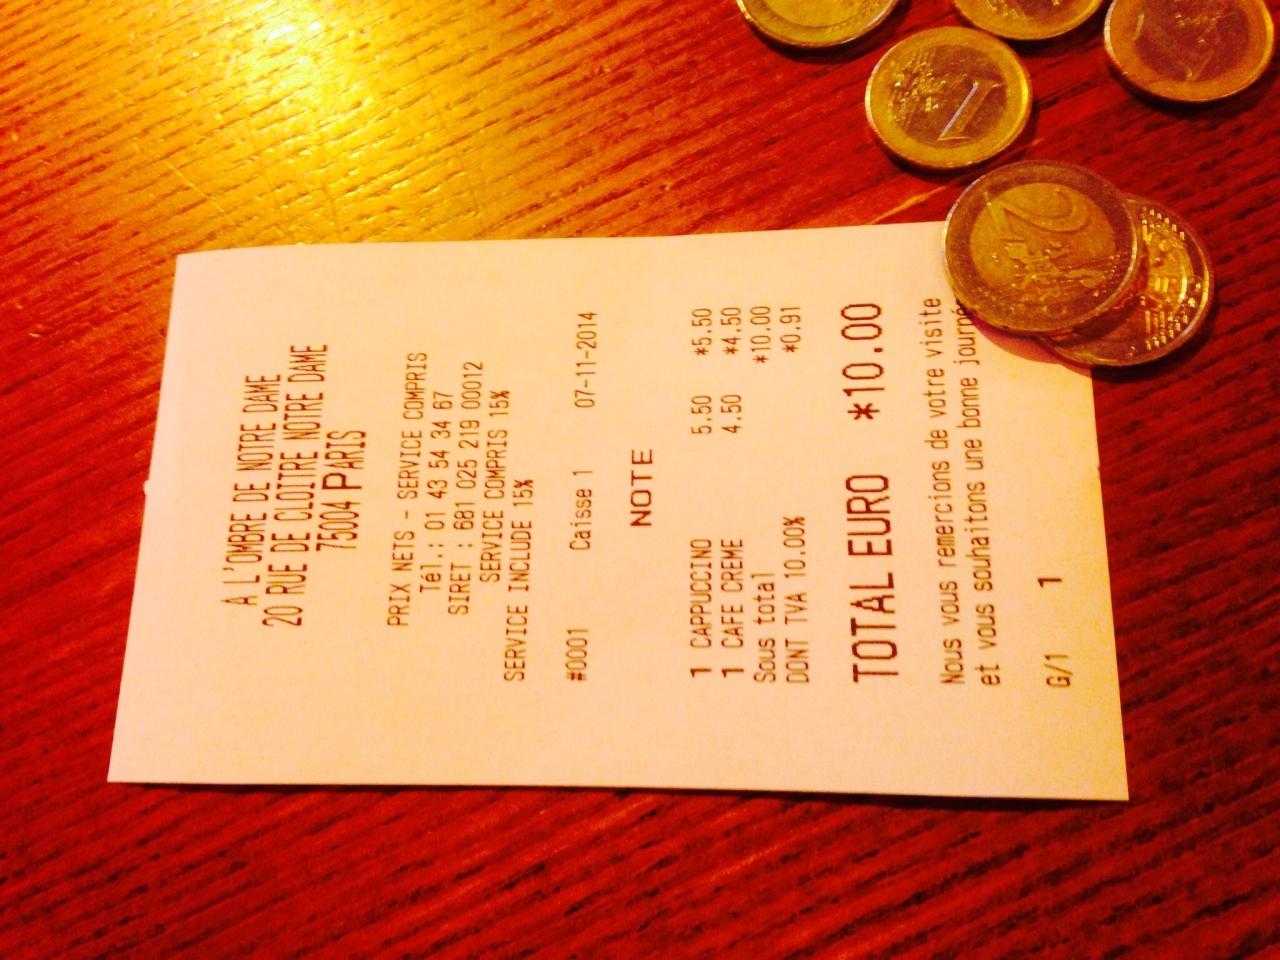 A L'OMBRE DE NOTRE DAME
20 RUE DE CLOITRE NOTRE DAME
75004 PARIS
PRIX NETS - SERVICE COMPRIS
Tél.: 01 43 54 34 67
SIRET : 681 025 219 00012
SERVICE COMPRIS 15%
SERVICE INCLUDE 15%
#0001 Caisse 1 07-11-2014
NOTE
1 CAPPUCCINO 5.50 *5.50
1 CAFE CREME 4.50 *4.50
Sous total *10.00
DONT TVA 10.00% *0.91
TOTAL EURO *10.00
Nous vous remercions de votre visite
et vous souhaitons une bonne journée
G/1 1
1
2
1